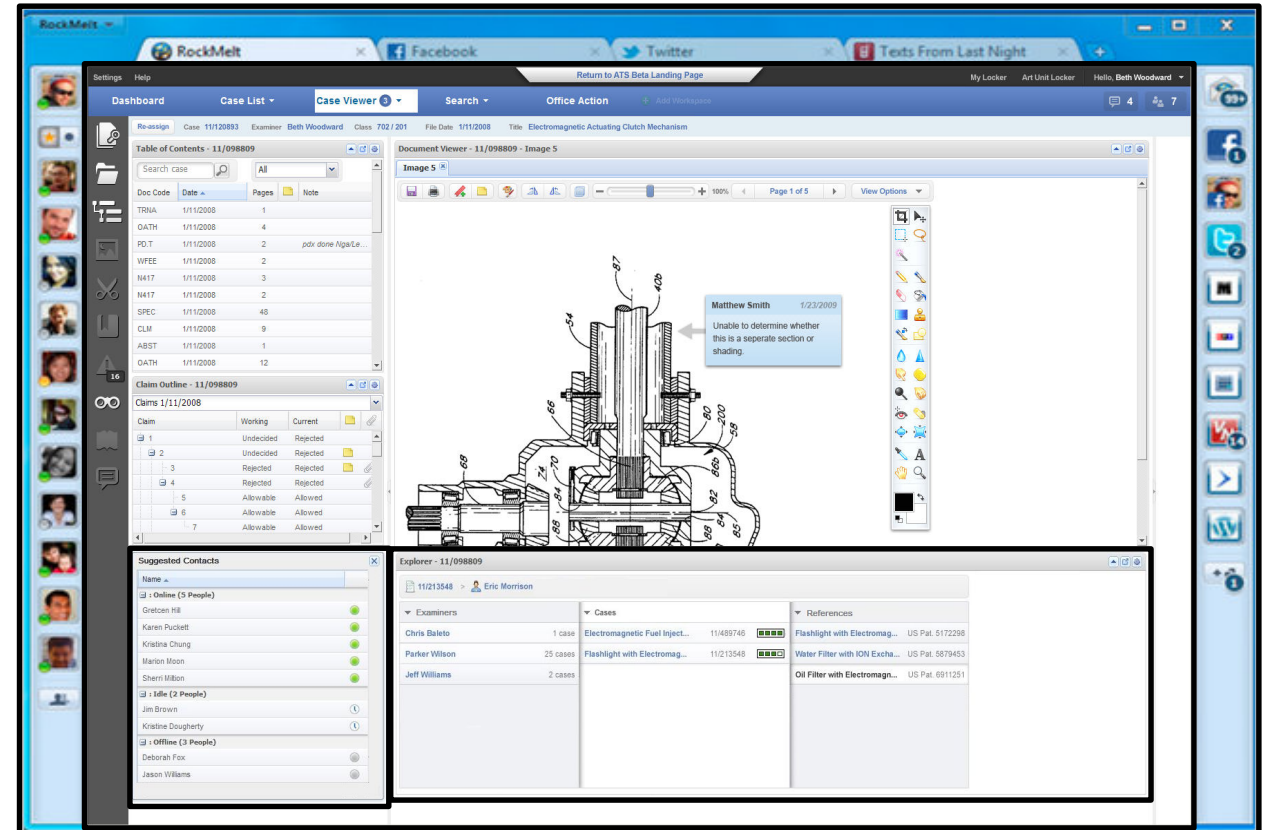 RockMelt
RockMelt
Facebook
Twitter
Texts From Last Night
Settings Help
Return to ATS Beta Landing Page
My Locker Art Unit Locker Hello, Beth Woodward
Dashboard Case List Case Viewer 3 Search Office Action Add Workspace 4 7
Re-assign Case 11/120893 Examiner Beth Woodward Class 702 / 201 File Date 1/11/2008 Title Electromagnetic Actuating Clutch Mechanism
Table of Contents - 11/098809
Search case All
Doc Code Date Pages Note
TRNA 1/11/2008 1
OATH 1/11/2008 4
PD.T 1/11/2008 2 pdx done Nga/Le...
WFEE 1/11/2008 2
N417 1/11/2008 3
N417 1/11/2008 2
SPEC 1/11/2008 48
CLM 1/11/2008 9
ABST 1/11/2008 1
OATH 1/11/2008 12
16
Claim Outline - 11/098809
Claims 1/11/2008
Claim Working Current
1 Undecided Rejected
2 Undecided Rejected
3 Rejected Rejected
4 Rejected Rejected
5 Allowable Allowed
6 Allowable Allowed
7 Allowable Allowed
Document Viewer - 11/098809 - Image 5
Image 5
100% Page 1 of 5 View Options
87
40b
54
Matthew Smith 1/23/2009
Unable to determine whether
this is a seperate section or
shading.
66
80
200
58
68
74
70
86b
84
82
88
88
84
85
A
Suggested Contacts
Name
: Online (5 People)
Gretcen Hill
Karen Puckett
Kristina Chung
Marion Moon
Sherri Milton
: Idle (2 People)
Jim Brown
Kristine Dougherty
: Offline (3 People)
Deborah Fox
Jason Williams
Explorer - 11/098809
11/213548 > Eric Morrison
Examiners
Chris Baleto 1 case
Parker Wilson 25 cases
Jeff Williams 2 cases
Cases
Electromagnetic Fuel Inject... 11/489746
Flashlight with Electromag... 11/213548
References
Flashlight with Electromag... US Pat. 5172298
Water Filter with ION Excha... US Pat. 5879453
Oil Filter with Electromagn... US Pat. 6911251
99+
1
2
14
1